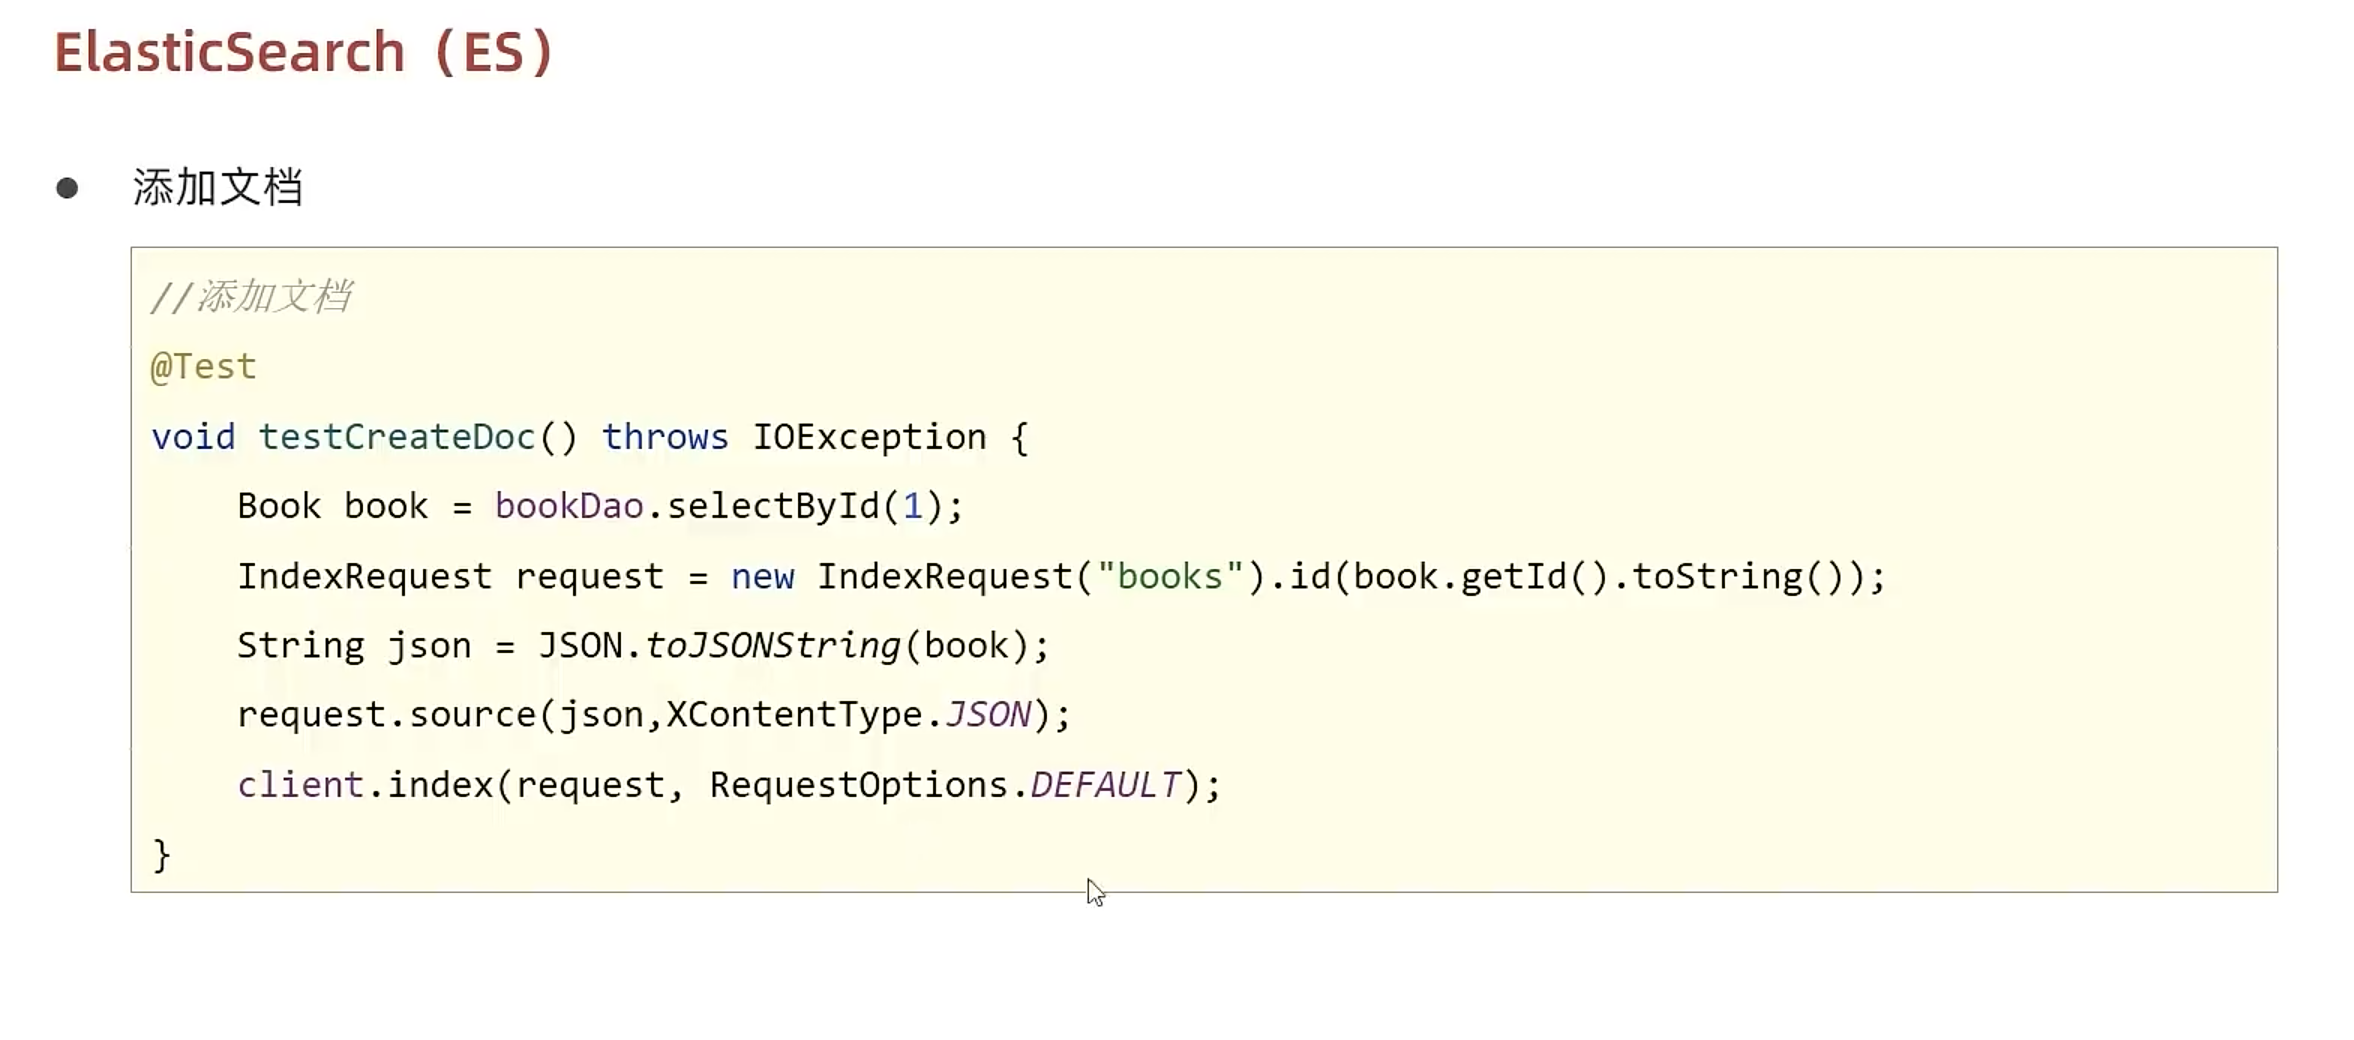 ElasticSearch（ES）
● 添加文档
//添加文档
@Test
void testCreateDoc() throws IOException {
    Book book = bookDao.selectById(1);
    IndexRequest request = new IndexRequest("books").id(book.getId().toString());
    String json = JSON.toJSONString(book);
    request.source(json,XContentType.JSON);
    client.index(request, RequestOptions.DEFAULT);
}